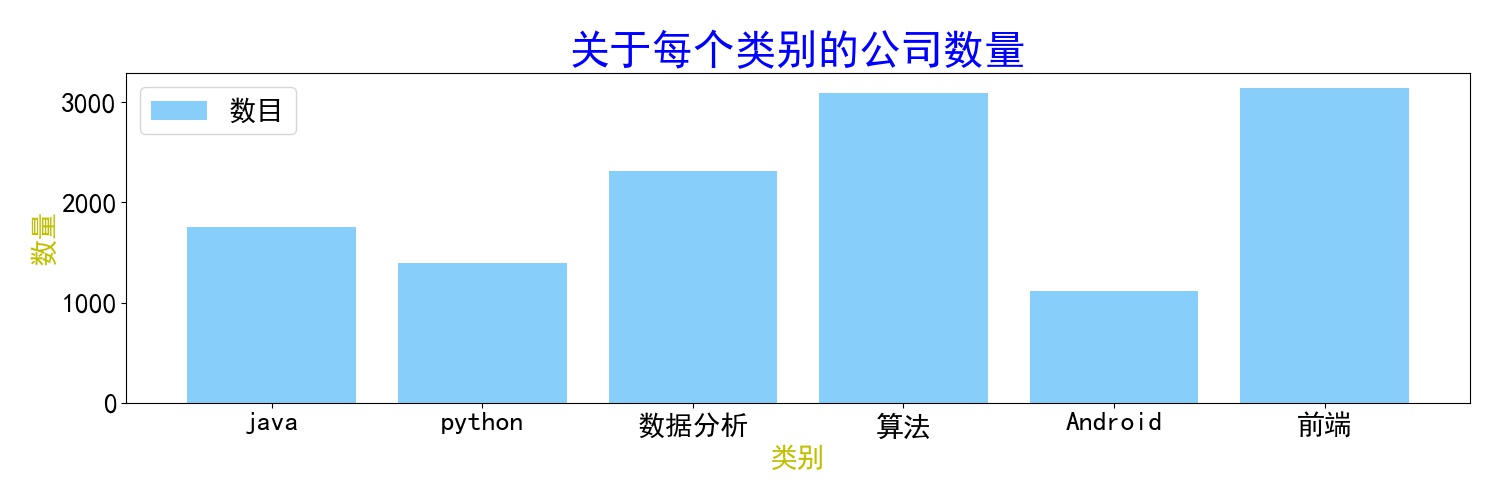 关于每个类别的公司数量
数目
数量
3000
2000
1000
0
java python 数据分析 算法 Android 前端
类别